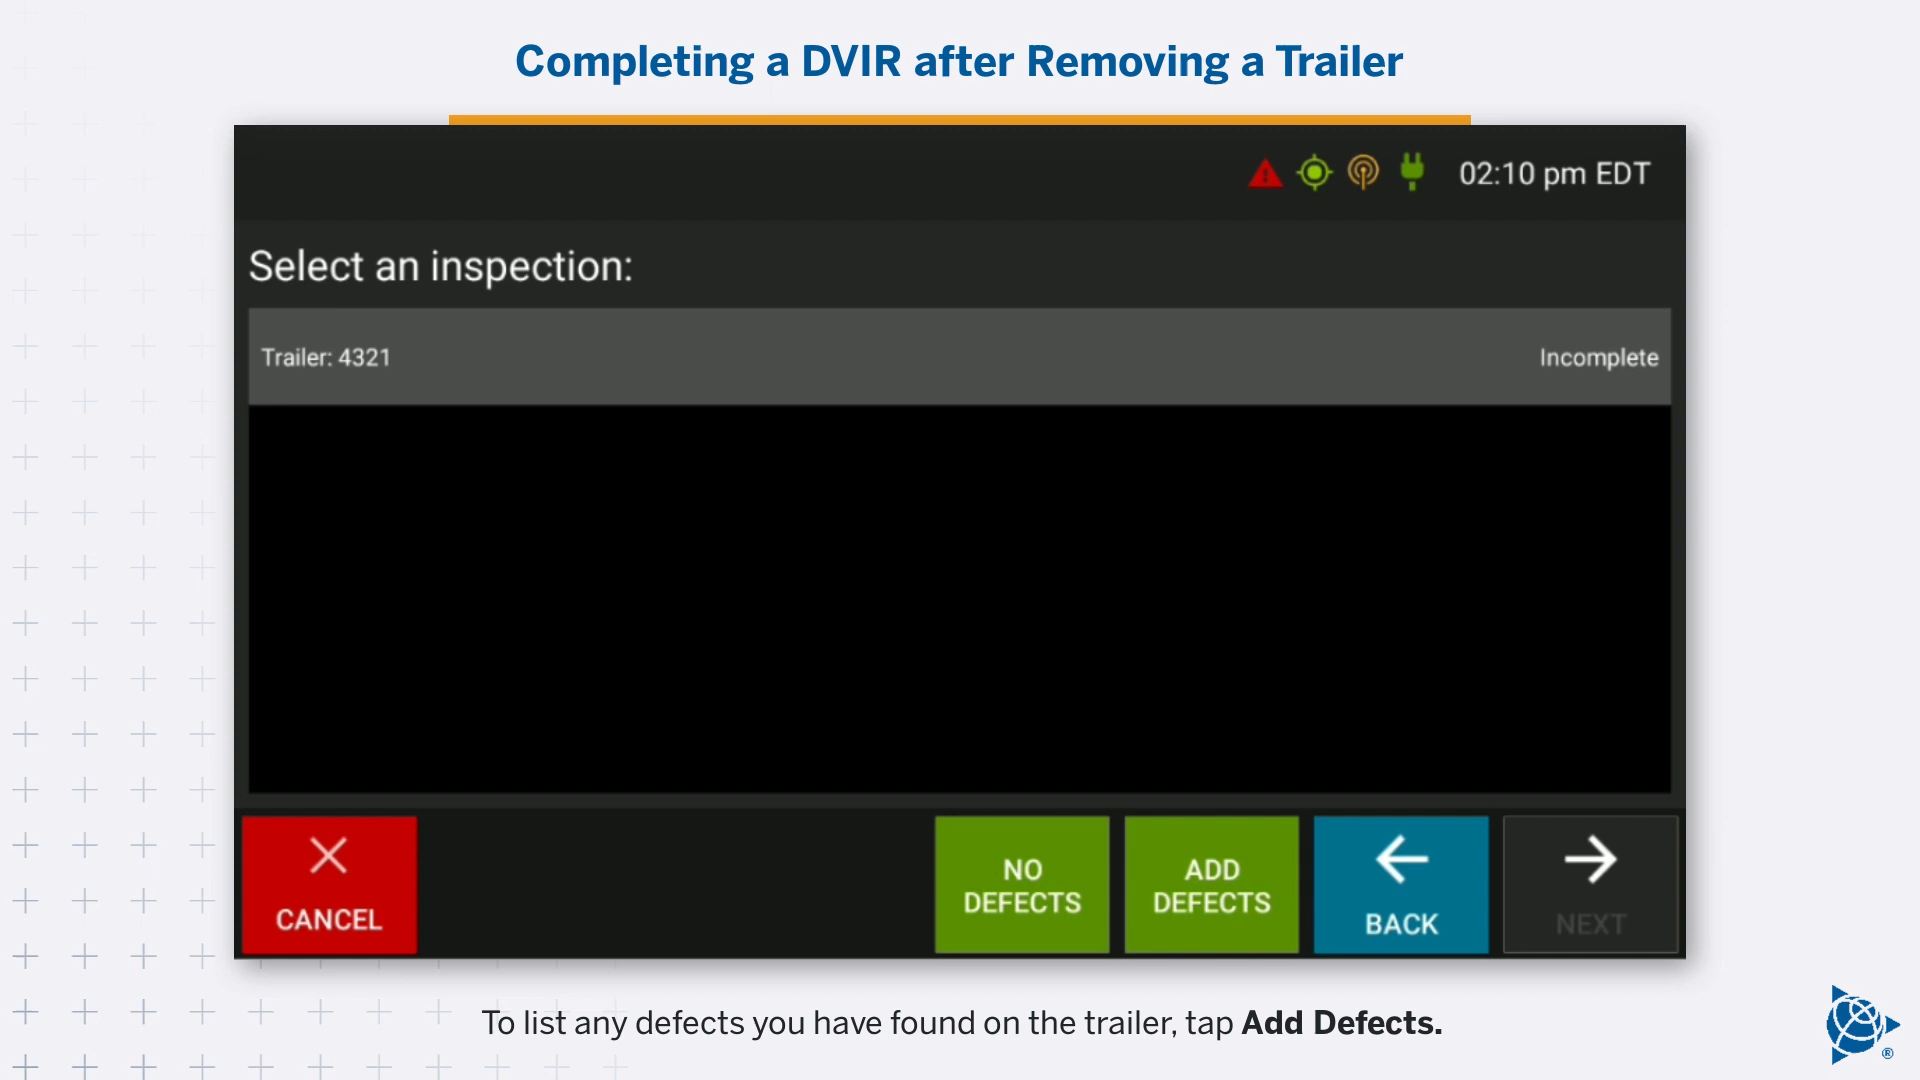 Completing a DVIR after Removing a Trailer
02:10 pm EDT
Select an inspection:
Trailer: 4321 Incomplete
CANCEL
NO
DEFECTS
ADD
DEFECTS
BACK
NEXT
To list any defects you have found on the trailer, tap Add Defects.
®